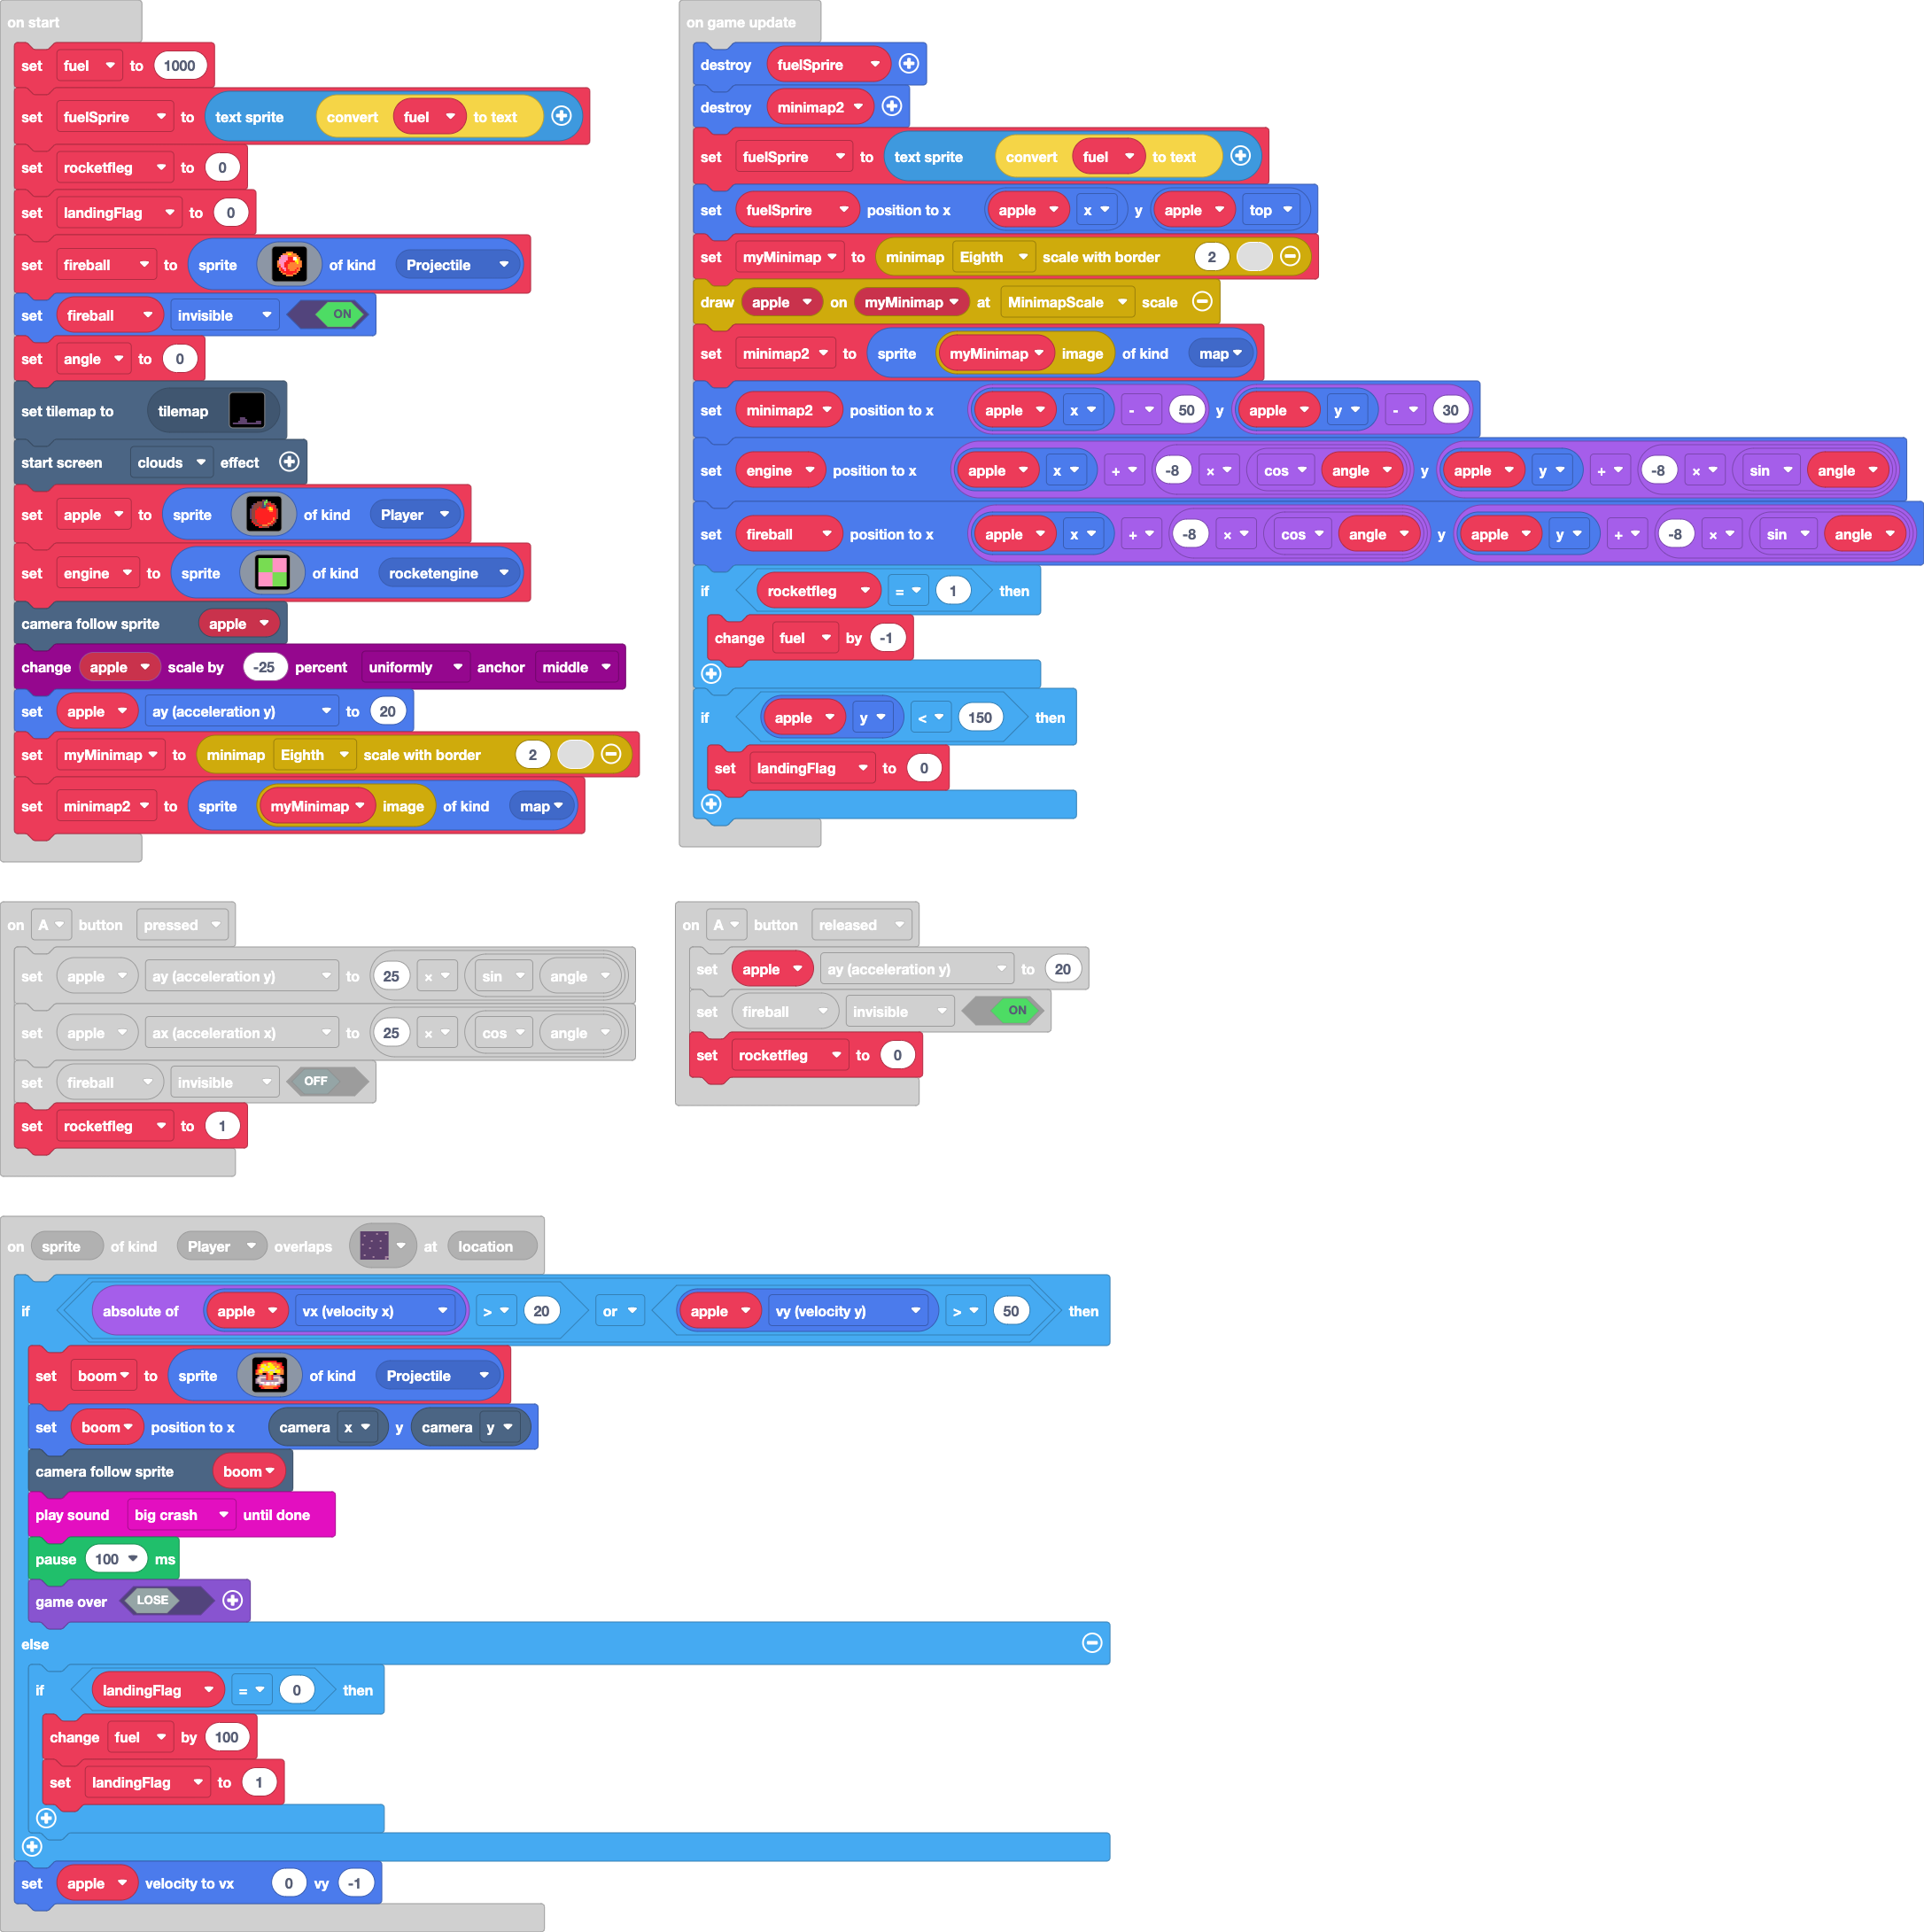 on start
set fuel to 1000
set fuelSprire to text sprite convert fuel to text
set rocketfleg to 0
set landingFlag to 0
set fireball to sprite of kind Projectile
set fireball invisible ON
set angle to 0
set tilemap to tilemap
start screen clouds effect
set apple to sprite of kind Player
set engine to sprite of kind rocketengine
camera follow sprite apple
change apple scale by -25 percent uniformly anchor middle
set apple ay (acceleration y) to 20
set myMinimap to minimap Eighth scale with border 2
set minimap2 to sprite myMinimap image of kind map
on game update
destroy fuelSprire
destroy minimap2
set fuelSprire to text sprite convert fuel to text
set fuelSprire position to x apple x y apple top
set myMinimap to minimap Eighth scale with border 2
draw apple on myMinimap at MinimapScale scale
set minimap2 to sprite myMinimap image of kind map
set minimap2 position to x apple x - 50 y apple y - 30
set engine position to x apple x + -8 × cos angle y apple y + -8 × sin angle
set fireball position to x apple x + -8 × cos angle y apple y + -8 × sin angle
if rocketfleg = 1 then
change fuel by -1
if apple y < 150 then
set landingFlag to 0
on A button pressed
set apple ay (acceleration y) to 25 × sin angle
set apple ax (acceleration x) to 25 × cos angle
set fireball invisible OFF
set rocketfleg to 1
on A button released
set apple ay (acceleration y) to 20
set fireball invisible ON
set rocketfleg to 0
on sprite of kind Player overlaps at location
if absolute of apple vx (velocity x) > 20 or apple vy (velocity y) > 50 then
set boom to sprite of kind Projectile
set boom position to x camera x y camera y
camera follow sprite boom
play sound big crash until done
pause 100 ms
game over LOSE
else
if landingFlag = 0 then
change fuel by 100
set landingFlag to 1
set apple velocity to vx 0 vy -1